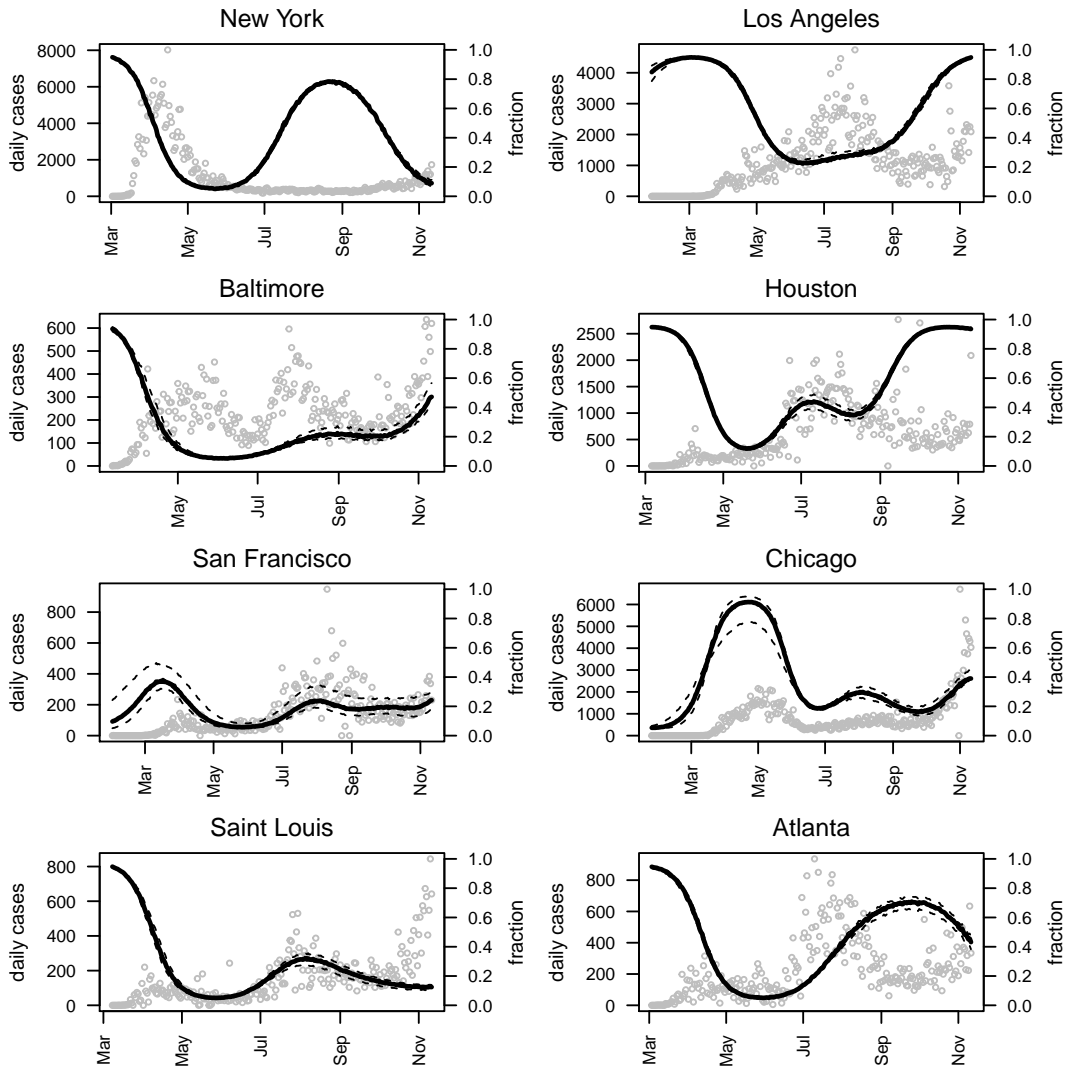 New York
Los Angeles
8000
6000
4000
2000
0
daily cases
1.0
0.8
0.6
0.4
0.2
0.0
fraction
Mar
May
Jul
Sep
Nov
4000
3000
2000
1000
0
daily cases
1.0
0.8
0.6
0.4
0.2
0.0
fraction
Mar
May
Jul
Sep
Nov
Baltimore
Houston
600
500
400
300
200
100
0
daily cases
1.0
0.8
0.6
0.4
0.2
0.0
fraction
May
Jul
Sep
Nov
2500
2000
1500
1000
500
0
daily cases
1.0
0.8
0.6
0.4
0.2
0.0
fraction
Mar
May
Jul
Sep
Nov
San Francisco
Chicago
800
600
400
200
0
daily cases
1.0
0.8
0.6
0.4
0.2
0.0
fraction
Mar
May
Jul
Sep
Nov
6000
5000
4000
3000
2000
1000
0
daily cases
1.0
0.8
0.6
0.4
0.2
0.0
fraction
Mar
May
Jul
Sep
Nov
Saint Louis
Atlanta
800
600
400
200
0
daily cases
1.0
0.8
0.6
0.4
0.2
0.0
fraction
Mar
May
Jul
Sep
Nov
800
600
400
200
0
daily cases
1.0
0.8
0.6
0.4
0.2
0.0
fraction
Mar
May
Jul
Sep
Nov